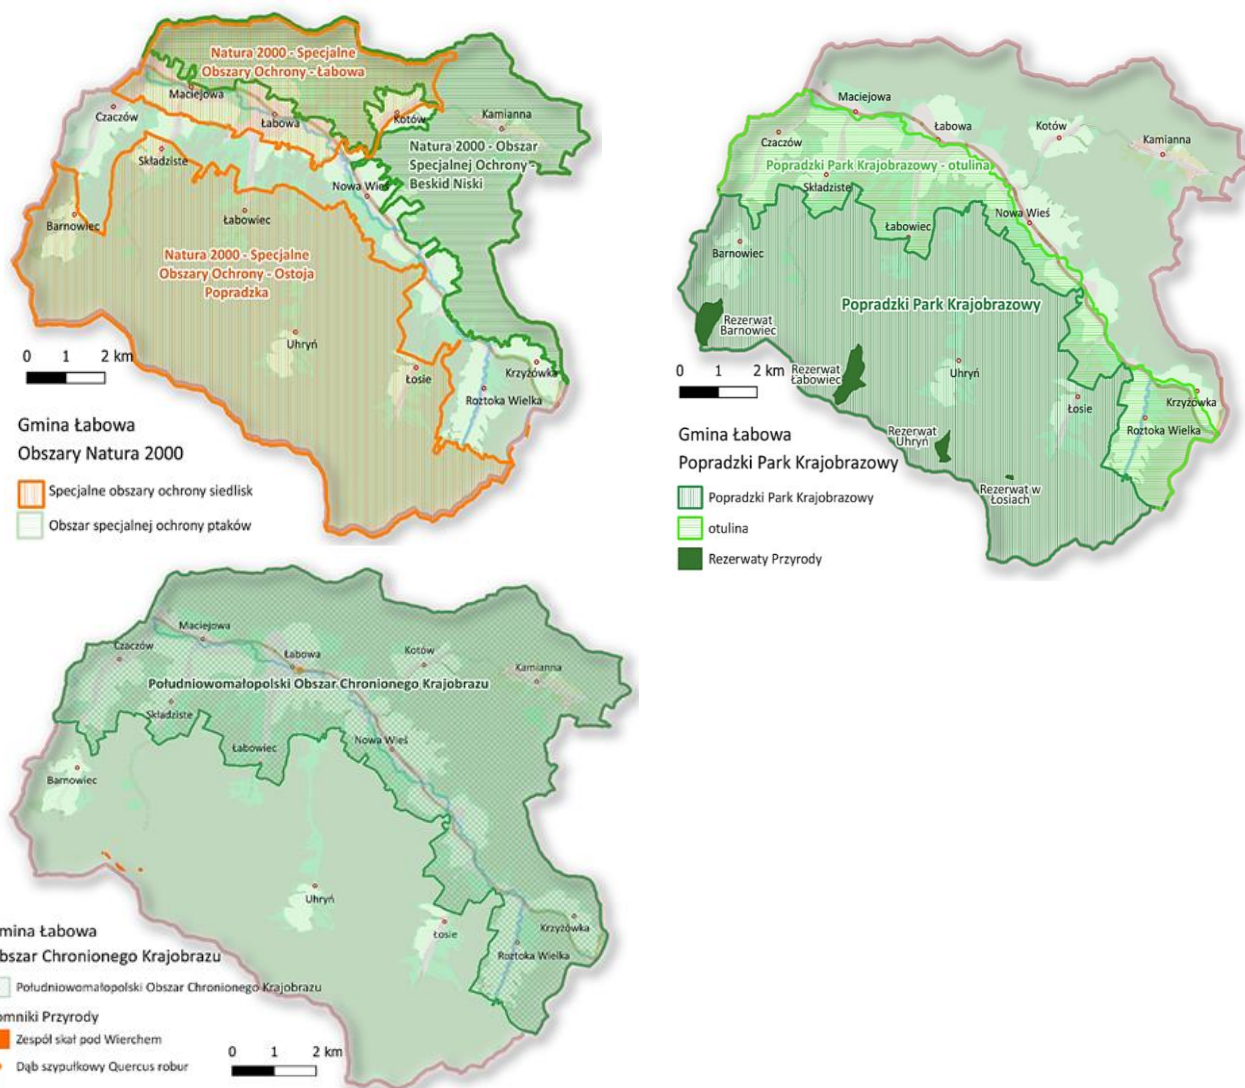 Natura 2000 - Specjalne
Obszary Ochrony - Łabowa
Maciejowa
Czaczów
Łabowa
Kotów
Kamianna
Składziste
Natura 2000 - Obszar
Specjalnej Ochrony -
Beskid Niski
Nowa Wieś
Barnowiec
Łabowiec
Natura 2000 - Specjalne
Obszary Ochrony - Ostoja
Popradzka
Uhryń
Łosie
Krzyżówka
Roztoka Wielka
0 1 2 km
Gmina Łabowa
Obszary Natura 2000
Specjalne obszary ochrony siedlisk
Obszar specjalnej ochrony ptaków
Maciejowa
Czaczów
Łabowa
Kotów
Kamianna
Popradzki Park Krajobrazowy - otulina
Składziste
Nowa Wieś
Łabowiec
Barnowiec
Popradzki Park Krajobrazowy
Rezerwat
Barnowiec
Rezerwat
Łabowiec
Uhryń
Łosie
Krzyżówka
Roztoka Wielka
Rezerwat
Uhryń
Rezerwat w
Łosiach
0 1 2 km
Gmina Łabowa
Popradzki Park Krajobrazowy
Popradzki Park Krajobrazowy
otulina
Rezerwaty Przyrody
Maciejowa
Czaczów
Łabowa
Kotów
Kamianna
Południowomałopolski Obszar Chronionego Krajobrazu
Składziste
Łabowiec
Nowa Wieś
Barnowiec
Uhryń
Łosie
Krzyżówka
Roztoka Wielka
mina Łabowa
bszar Chronionego Krajobrazu
Południowomałopolski Obszar Chronionego Krajobrazu
omniki Przyrody
Zespół skał pod Wierchem
Dąb szypułkowy Quercus robur
0 1 2 km